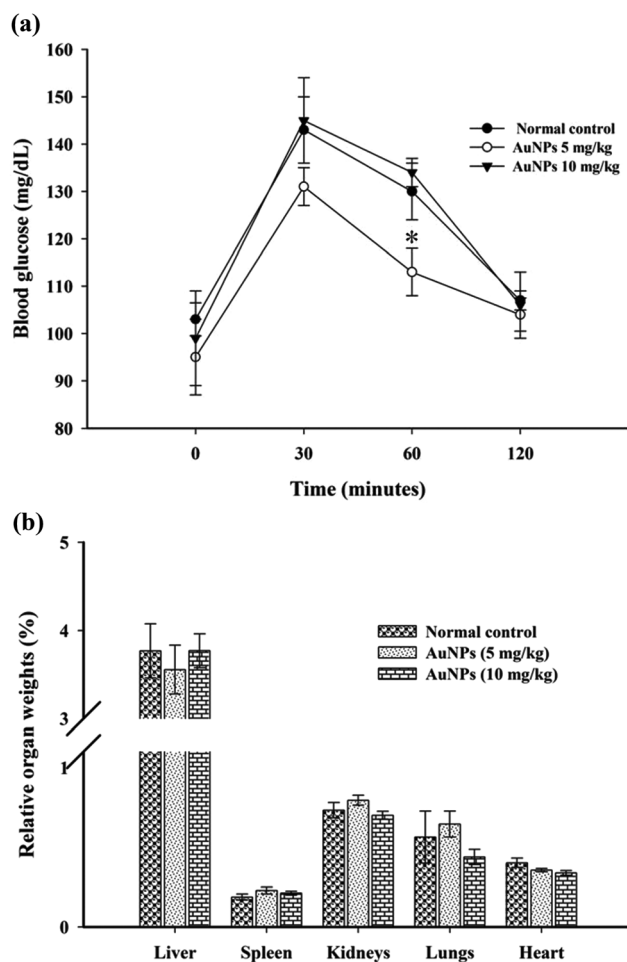 (a)
160
150
140
130
120
110
100
90
80
Blood glucose (mg/dL)
Normal control
AuNPs 5 mg/kg
AuNPs 10 mg/kg
*
0 30 60 120
Time (minutes)
(b)
5
4
3
1
0
Relative organ weights (%)
Normal control
AuNPs (5 mg/kg)
AuNPs (10 mg/kg)
Liver Spleen Kidneys Lungs Heart